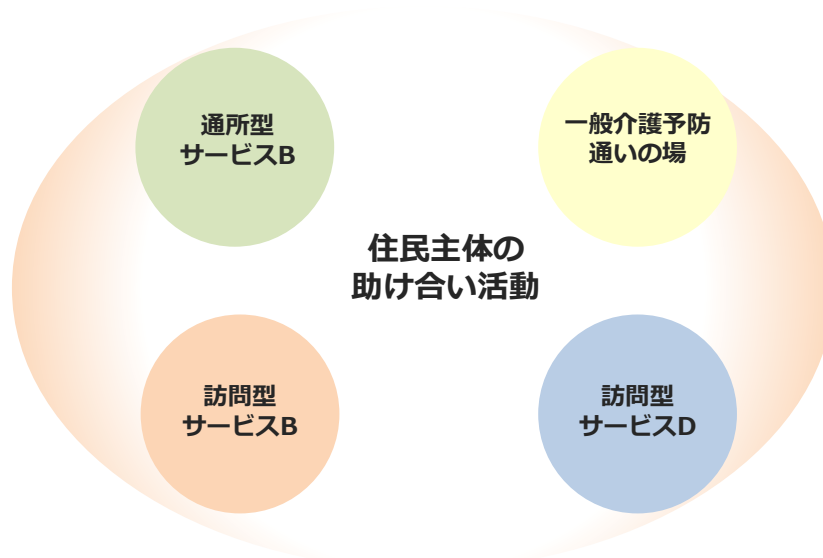 通所型
サービスB
一般介護予防
通いの場
住民主体の
助け合い活動
訪問型
サービスB
訪問型
サービスD